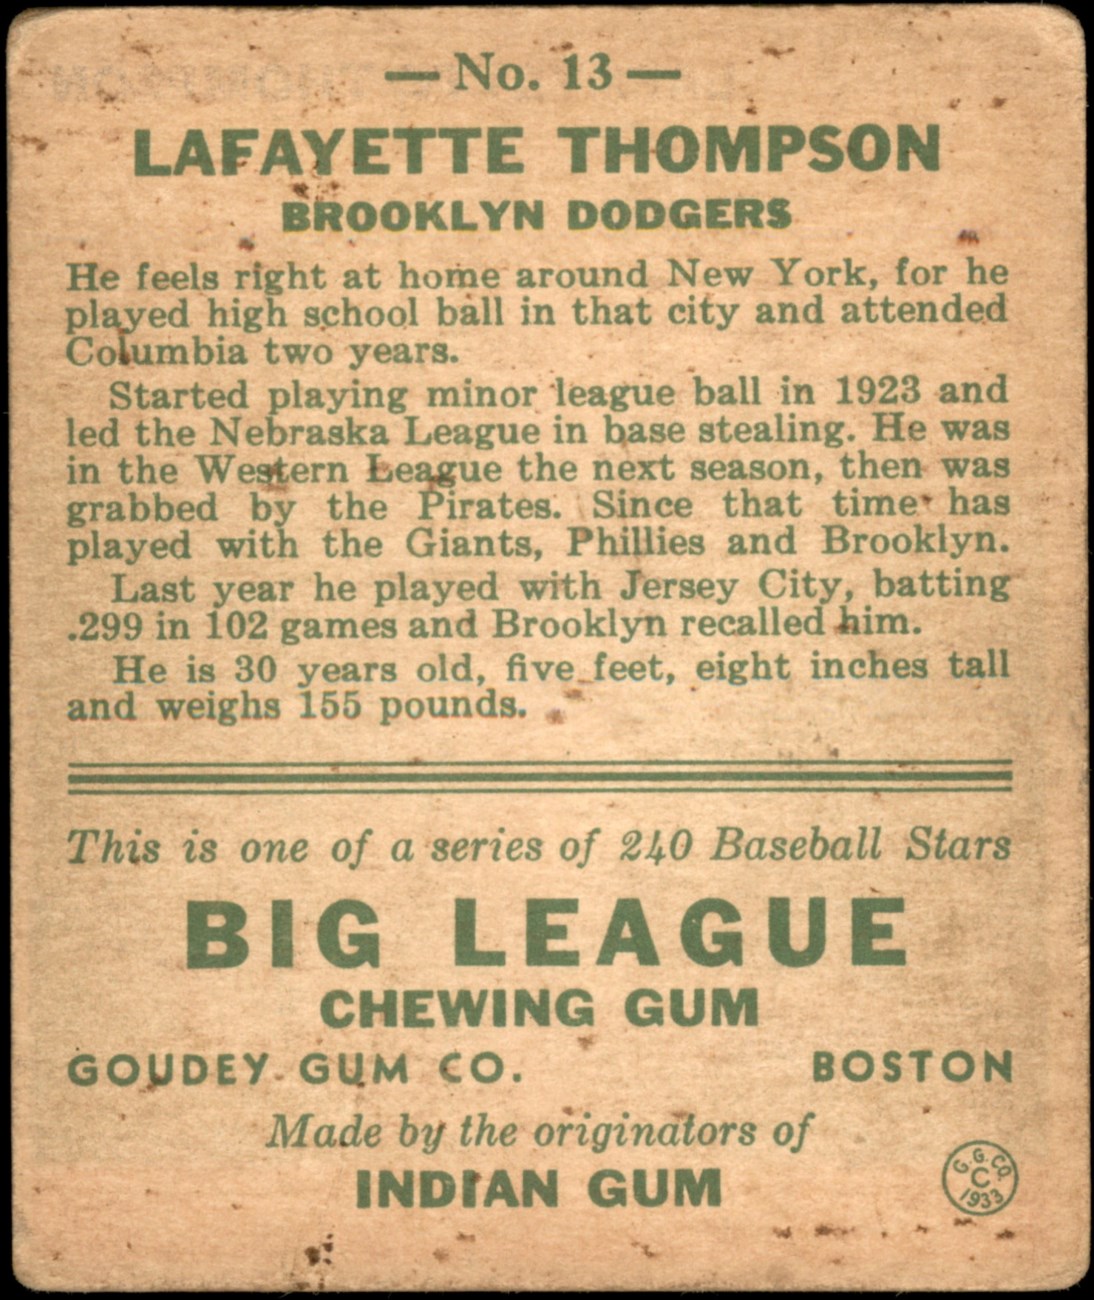 — No. 13 —
LAFAYETTE THOMPSON
BROOKLYN DODGERS
He feels right at home around New York, for he
played high school ball in that city and attended
Columbia two years.
Started playing minor league ball in 1923 and
led the Nebraska League in base stealing. He was
in the Western League the next season, then was
grabbed by the Pirates. Since that time has
played with the Giants, Phillies and Brooklyn.
Last year he played with Jersey City, batting
.299 in 102 games and Brooklyn recalled him.
He is 30 years old, five feet, eight inches tall
and weighs 155 pounds.
This is one of a series of 240 Baseball Stars
BIG LEAGUE
CHEWING GUM
GOUDEY GUM CO. BOSTON
Made by the originators of
INDIAN GUM
G. G. CO.
C
1933